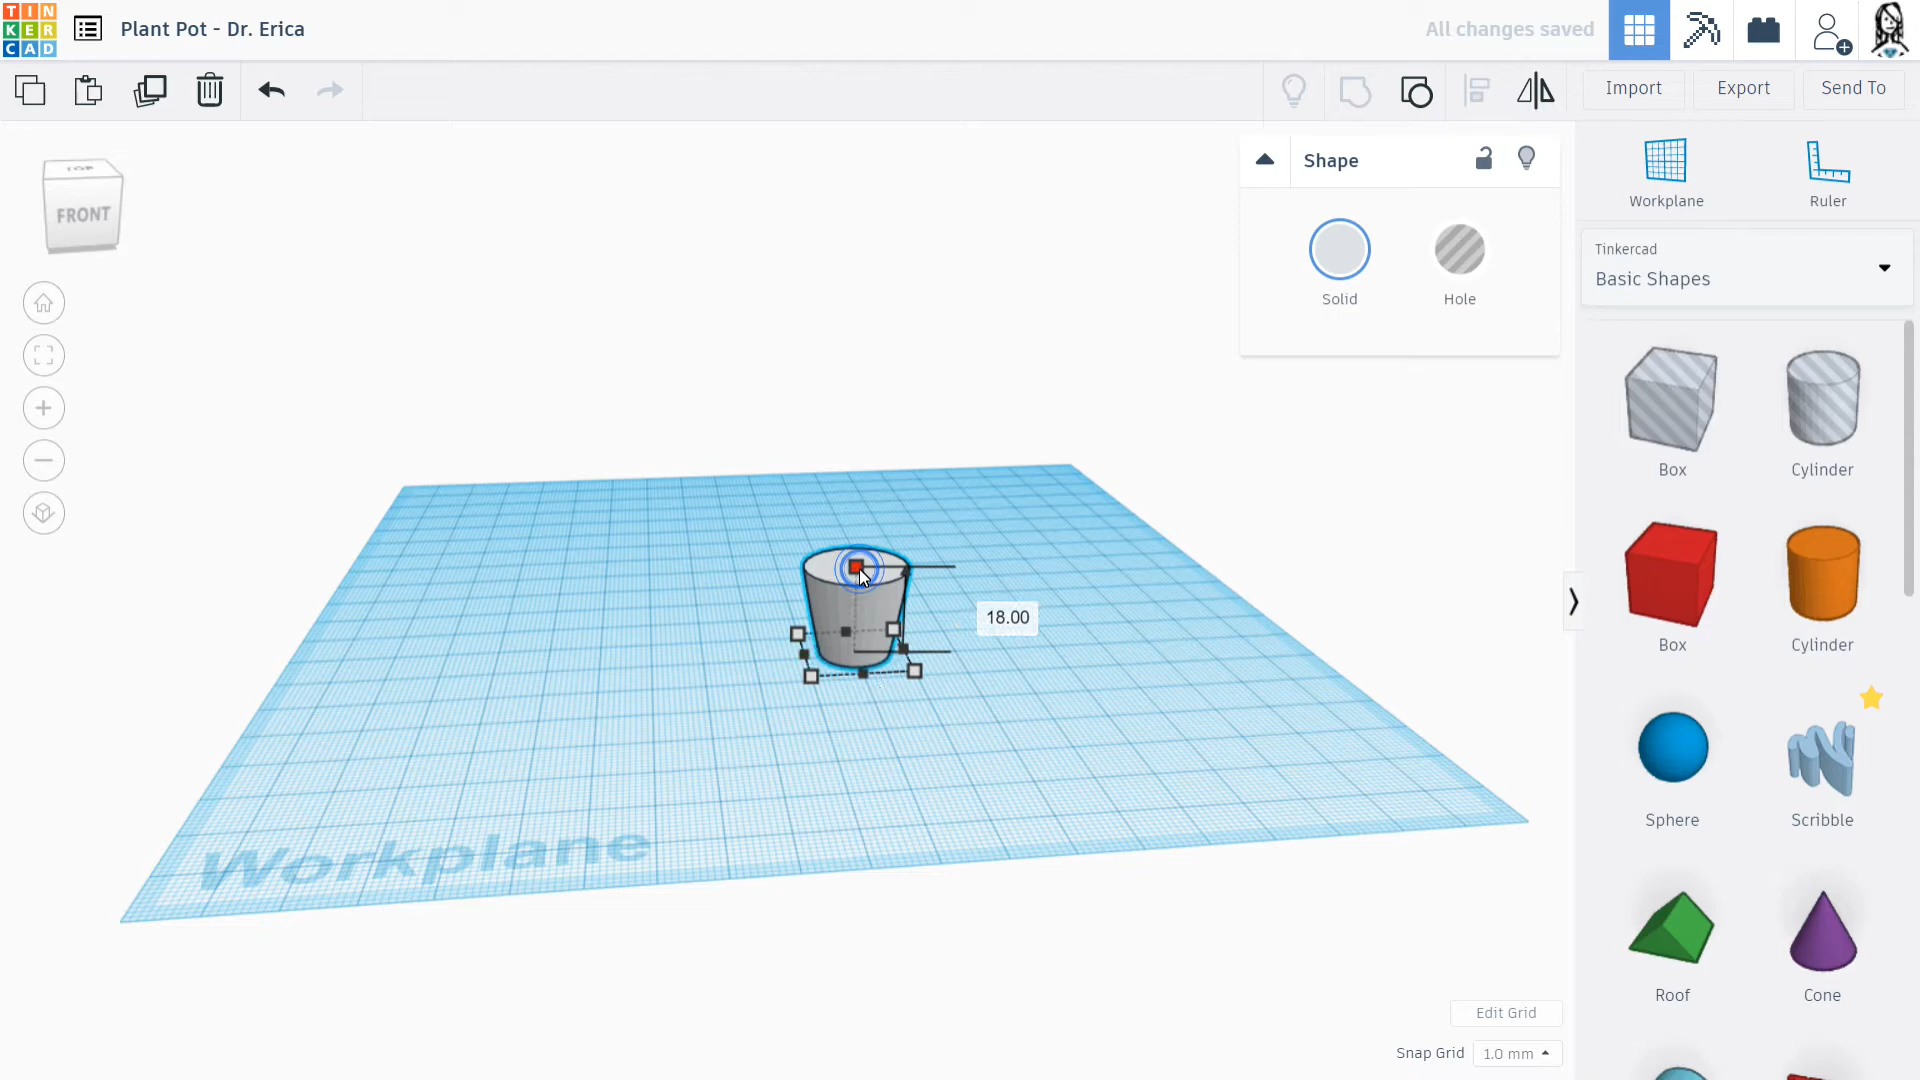 TIN
KER
CAD
Plant Pot - Dr. Erica
All changes saved
Import
Export
Send To
TOP
FRONT
Shape
Solid
Hole
Workplane
Ruler
Tinkercad
Basic Shapes
Box
Cylinder
Box
Cylinder
Sphere
Scribble
Roof
Cone
18.00
Workplane
Edit Grid
Snap Grid
1.0 mm